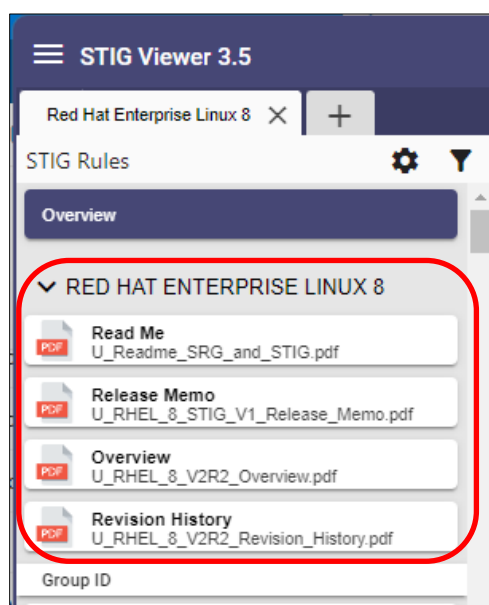 STIG Viewer 3.5
Red Hat Enterprise Linux 8
STIG Rules
Overview
RED HAT ENTERPRISE LINUX 8
PDF
Read Me
U_Readme_SRG_and_STIG.pdf
PDF
Release Memo
U_RHEL_8_STIG_V1_Release_Memo.pdf
PDF
Overview
U_RHEL_8_V2R2_Overview.pdf
PDF
Revision History
U_RHEL_8_V2R2_Revision_History.pdf
Group ID